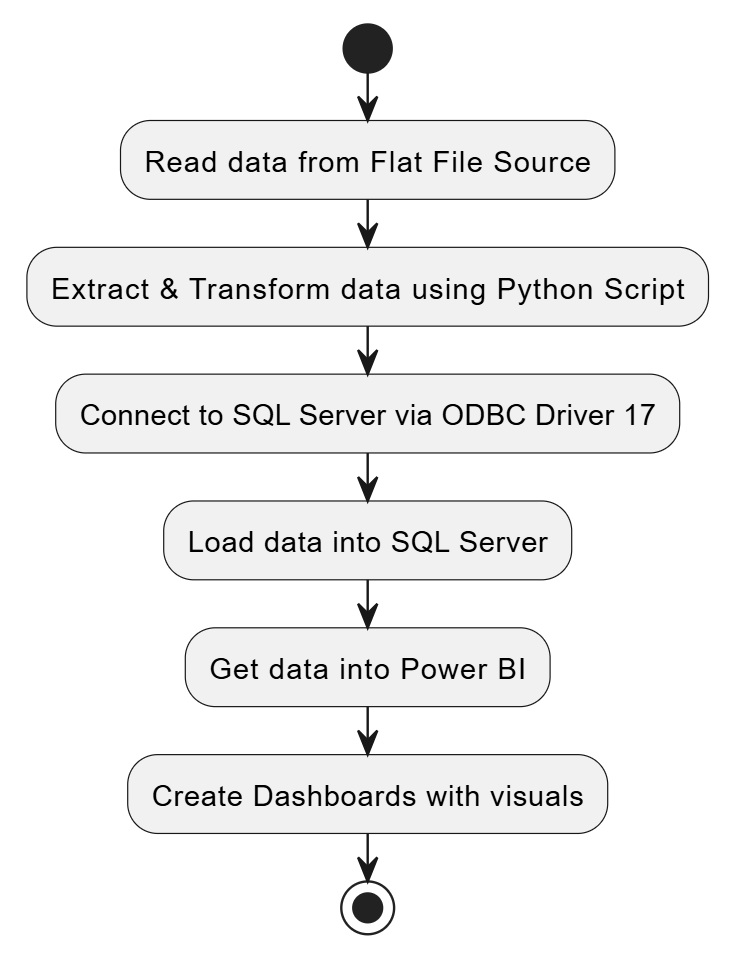 Read data from Flat File Source
Extract & Transform data using Python Script
Connect to SQL Server via ODBC Driver 17
Load data into SQL Server
Get data into Power BI
Create Dashboards with visuals